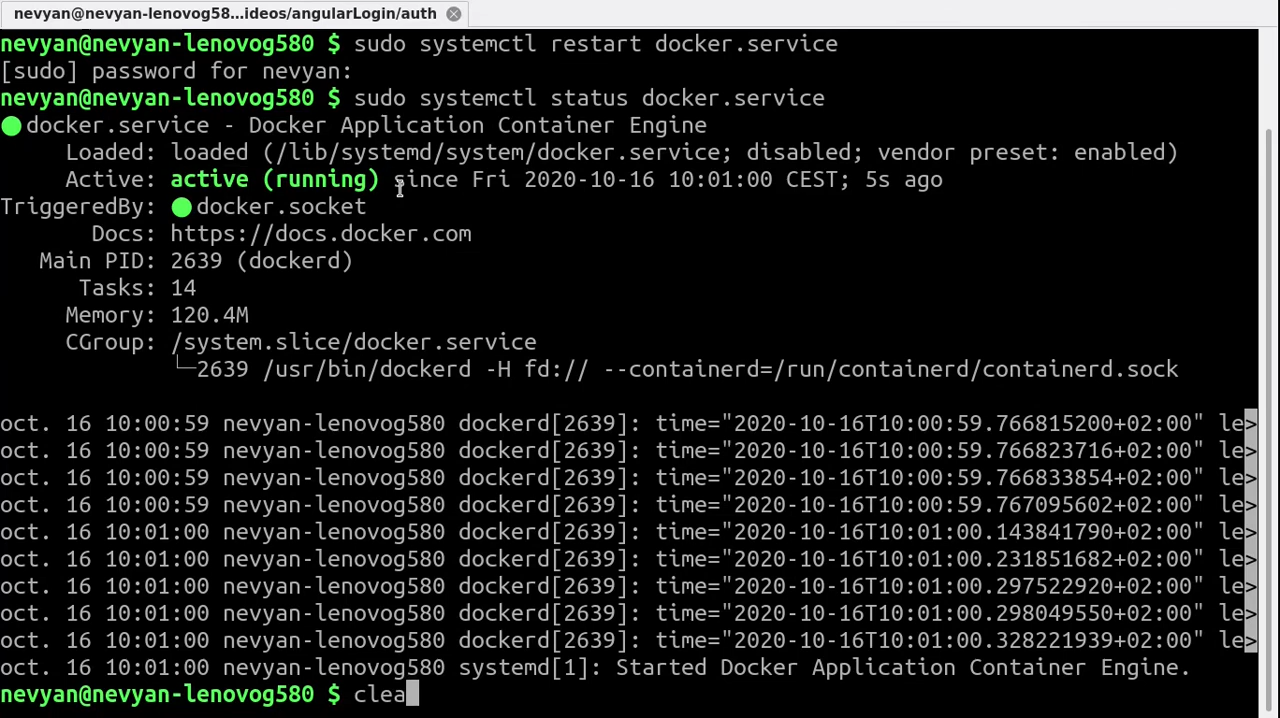 nevyan@nevyan-lenovog58...ideos/angularLogin/auth
nevyan@nevyan-lenovog580 $ sudo systemctl restart docker.service
[sudo] password for nevyan:
nevyan@nevyan-lenovog580 $ sudo systemctl status docker.service
● docker.service - Docker Application Container Engine
Loaded: loaded (/lib/systemd/system/docker.service; disabled; vendor preset: enabled)
Active: active (running) since Fri 2020-10-16 10:01:00 CEST; 5s ago
TriggeredBy: ● docker.socket
Docs: https://docs.docker.com
Main PID: 2639 (dockerd)
Tasks: 14
Memory: 120.4M
CGroup: /system.slice/docker.service
└─2639 /usr/bin/dockerd -H fd:// --containerd=/run/containerd/containerd.sock
oct. 16 10:00:59 nevyan-lenovog580 dockerd[2639]: time="2020-10-16T10:00:59.766815200+02:00" le>
oct. 16 10:00:59 nevyan-lenovog580 dockerd[2639]: time="2020-10-16T10:00:59.766823716+02:00" le>
oct. 16 10:00:59 nevyan-lenovog580 dockerd[2639]: time="2020-10-16T10:00:59.766833854+02:00" le>
oct. 16 10:00:59 nevyan-lenovog580 dockerd[2639]: time="2020-10-16T10:00:59.767095602+02:00" le>
oct. 16 10:01:00 nevyan-lenovog580 dockerd[2639]: time="2020-10-16T10:01:00.143841790+02:00" le>
oct. 16 10:01:00 nevyan-lenovog580 dockerd[2639]: time="2020-10-16T10:01:00.231851682+02:00" le>
oct. 16 10:01:00 nevyan-lenovog580 dockerd[2639]: time="2020-10-16T10:01:00.297522920+02:00" le>
oct. 16 10:01:00 nevyan-lenovog580 dockerd[2639]: time="2020-10-16T10:01:00.298049550+02:00" le>
oct. 16 10:01:00 nevyan-lenovog580 dockerd[2639]: time="2020-10-16T10:01:00.328221939+02:00" le>
oct. 16 10:01:00 nevyan-lenovog580 systemd[1]: Started Docker Application Container Engine.
nevyan@nevyan-lenovog580 $ clea